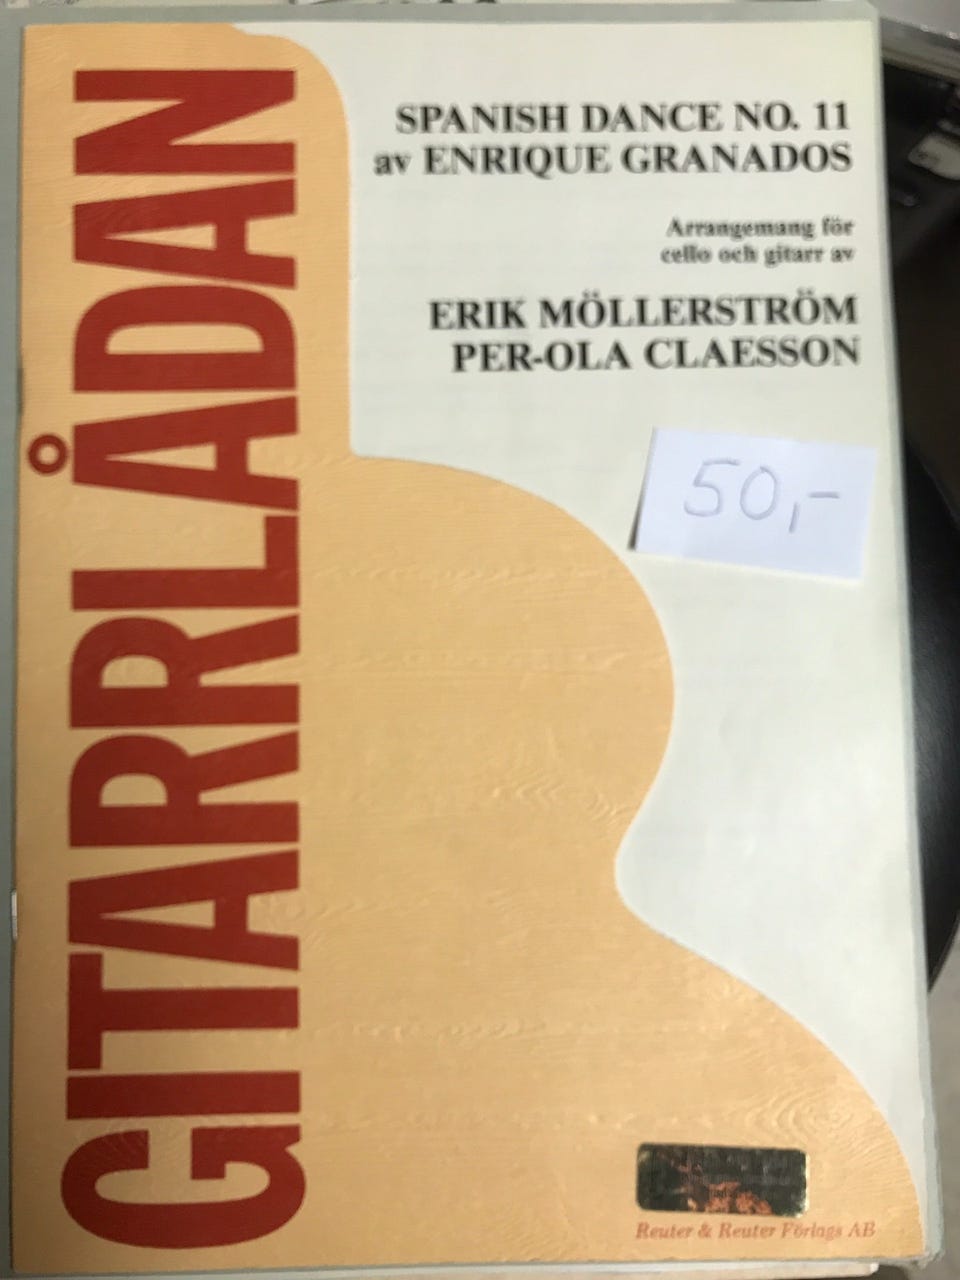 GITARRLÅDAN
SPANISH DANCE NO. 11
av ENRIQUE GRANADOS
Arrangemang för
cello och gitarr av
ERIK MÖLLERSTRÖM
PER-OLA CLAESSON
50,-
Reuter & Reuter Förlags AB